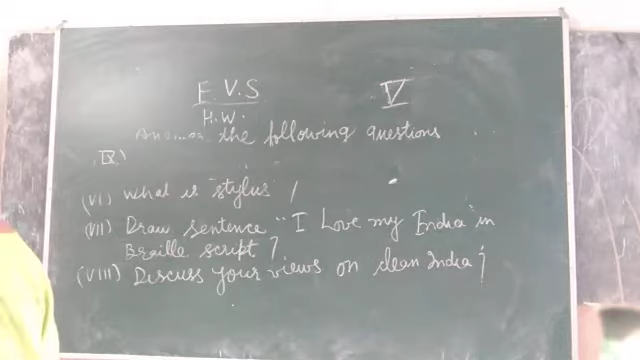 E.V.S V
H.W.
Answer the following questions
IX)
(VI) What is stylus /
(VII) Draw sentence "I Love my India" in
Braille script ?
(VIII) Discuss your views on clean India ?